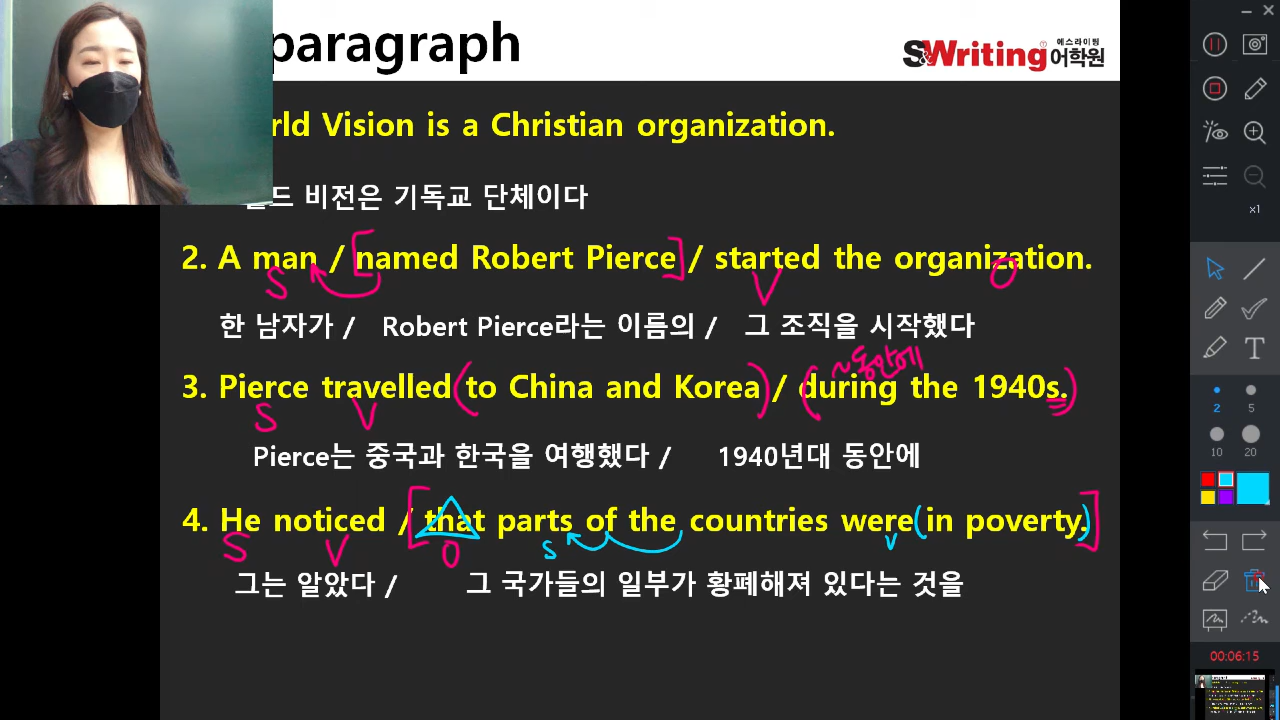 paragraph
S&Writing 에스라이팅 어학원
rld Vision is a Christian organization.
드 비전은 기독교 단체이다
2. A man / [named Robert Pierce] / started the organization.
S V O
한 남자가 / Robert Pierce라는 이름의 / 그 조직을 시작했다
~동안에
3. Pierce travelled (to China and Korea) / (during the 1940s.)
S V
Pierce는 중국과 한국을 여행했다 / 1940년대 동안에
4. He noticed / [that parts of the countries were (in poverty.)]
S V O S V
그는 알았다 / 그 국가들의 일부가 황폐해져 있다는 것을
x1
T
2 5
10 20
00:06:15